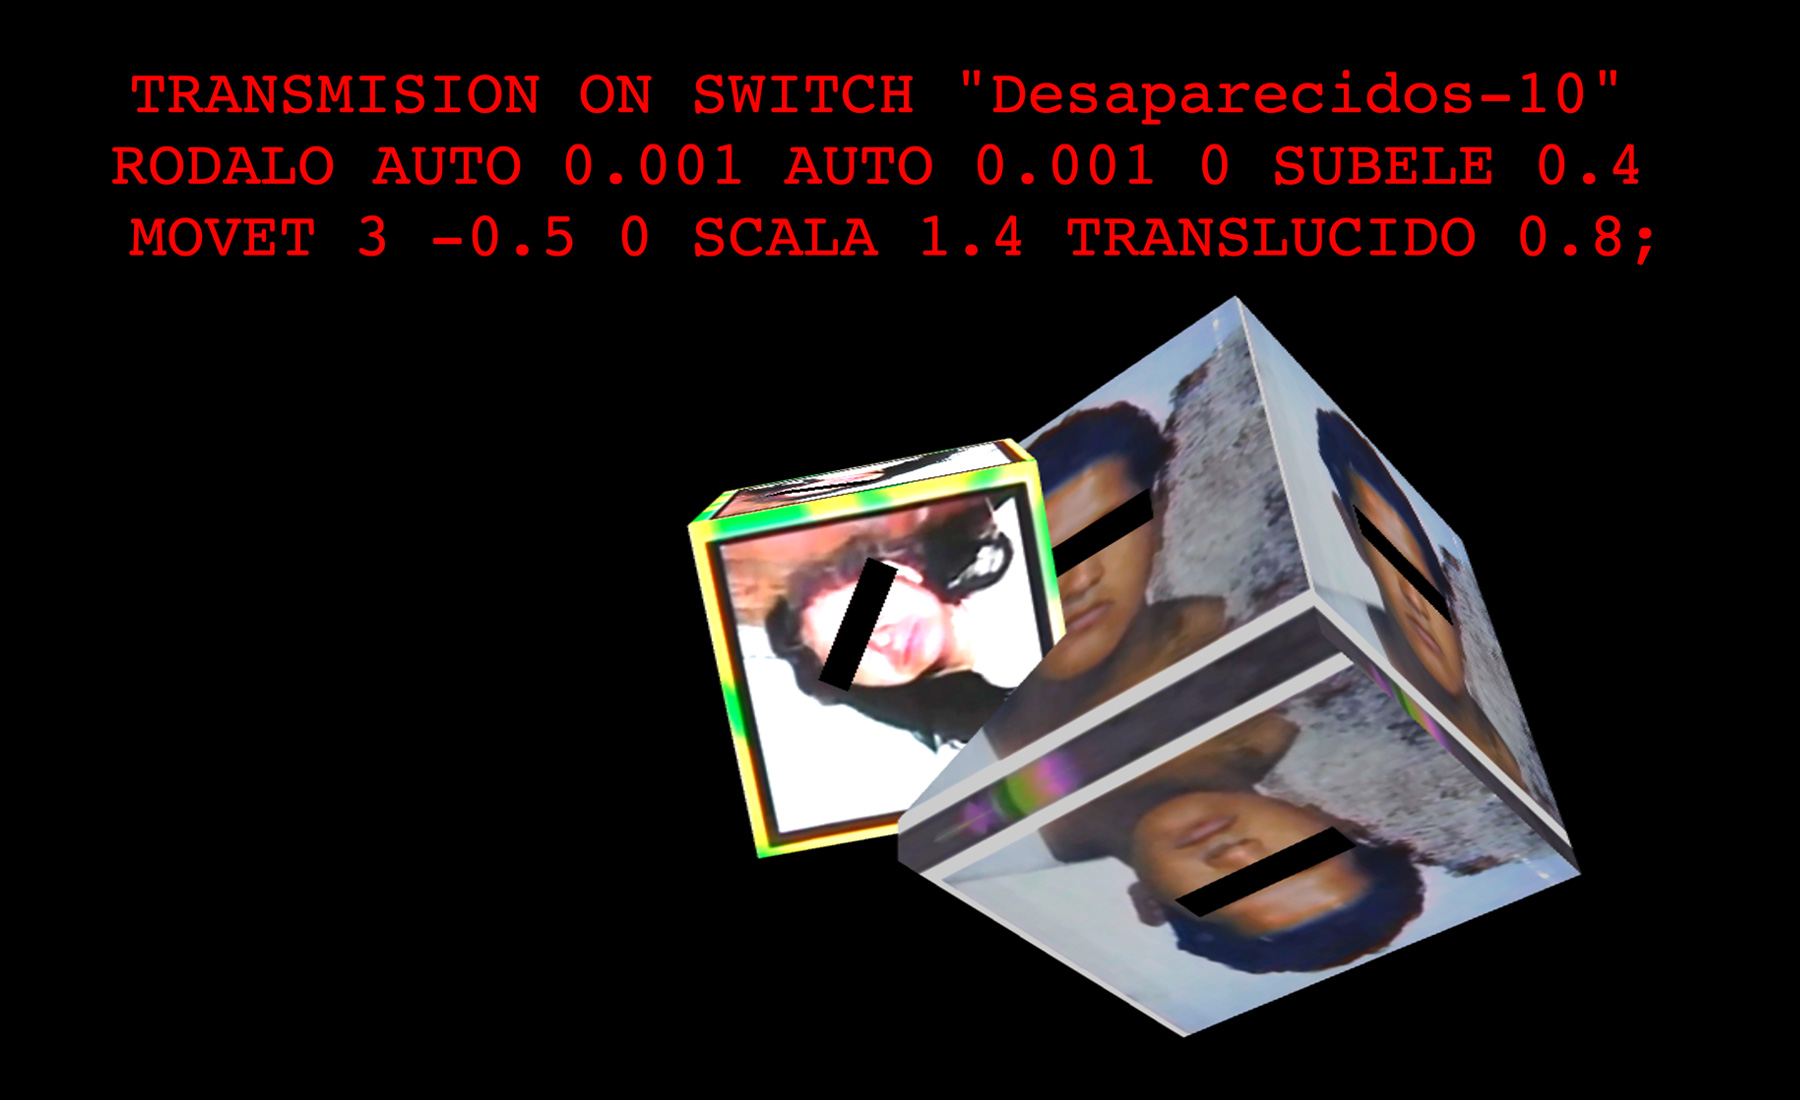 TRANSMISION ON SWITCH "Desaparecidos-10"
RODALO AUTO 0.001 AUTO 0.001 0 SUBELE 0.4
MOVET 3 -0.5 0 SCALA 1.4 TRANSLUCIDO 0.8;